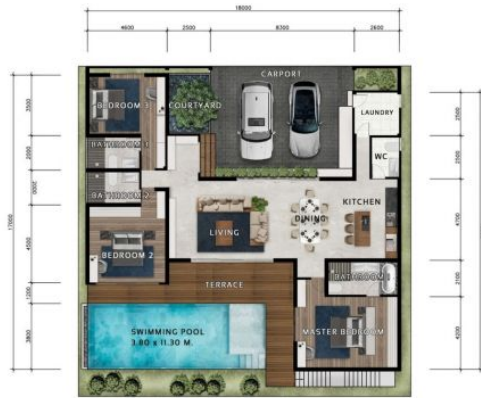 18000
4600 2500 8300 2600
CARPORT
BEDROOM 3
COURTYARD
LAUNDRY
BATHROOM 3
WC
BATHROOM 2
KITCHEN
DINING
LIVING
BEDROOM 2
BATHROOM 1
TERRACE
SWIMMING POOL
3.80 x 11.30 M.
MASTER BEDROOM
17000
3500
2000
2000
4500
1200
3800
2500
2500
4700
2100
4200